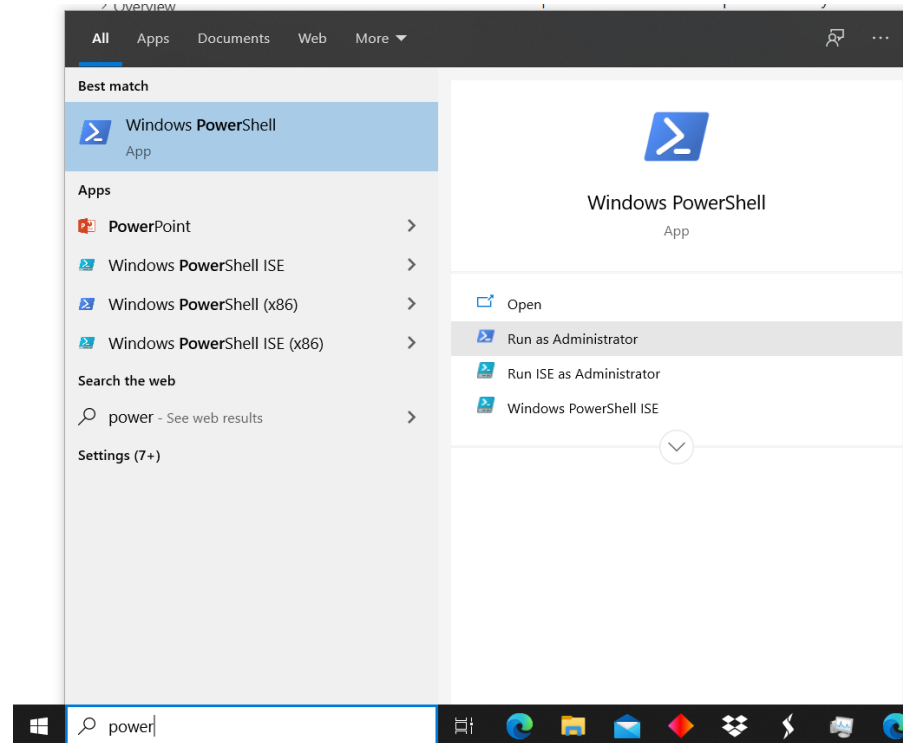 Overview
All Apps Documents Web More
Best match
Windows PowerShell
App
Apps
PowerPoint
Windows PowerShell ISE
Windows PowerShell (x86)
Windows PowerShell ISE (x86)
Search the web
power - See web results
Settings (7+)
Windows PowerShell
App
Open
Run as Administrator
Run ISE as Administrator
Windows PowerShell ISE
power